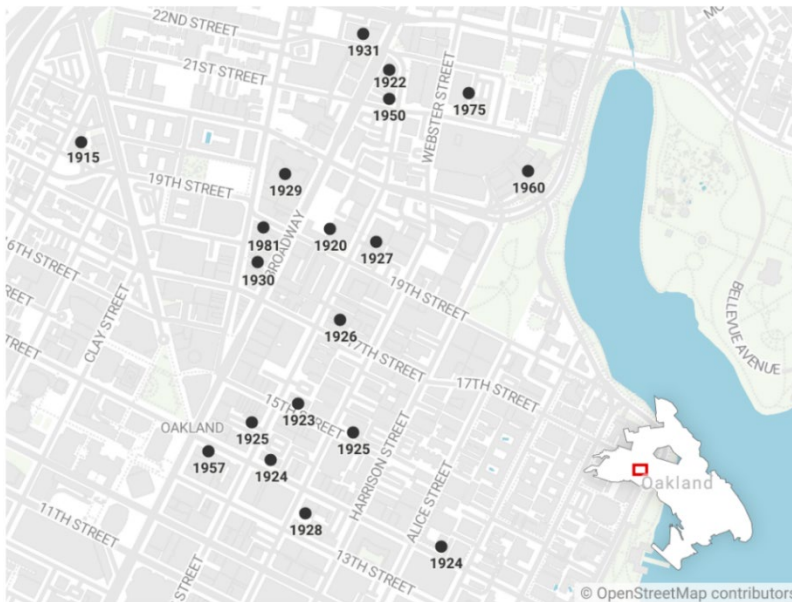 22ND STREET
MO
1931
21ST STREET
1922
WEBSTER STREET
1975
1950
1915
1929
1960
19TH STREET
1981
1920
1927
BROADWAY
1930
16TH STREET
19TH STREET
BELLEVUE AVENUE
CLAY STREET
1926
17TH STREET
17TH STREET
STREET
1923
15TH STREET
OAKLAND
1925
1925
HARRISON STREET
1957
1924
ALICE STREET
Oakland
11TH STREET
1928
1924
13TH STREET
STREET
© OpenStreetMap contributors